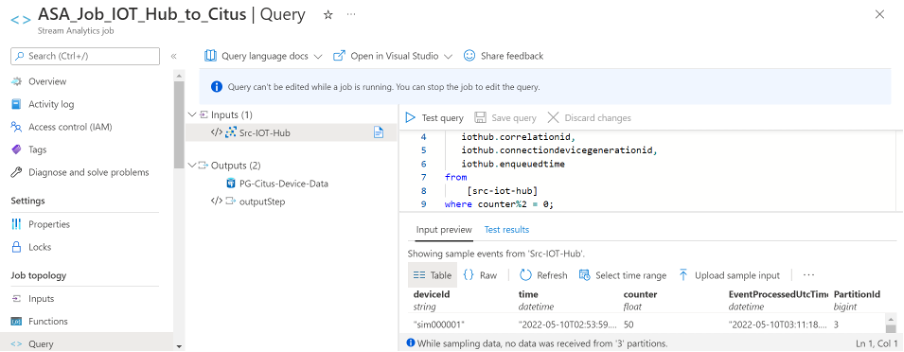 <> ASA_Job_IOT_Hub_to_Citus | Query
Stream Analytics job
Search (Ctrl+/)
Overview
Activity log
Access control (IAM)
Tags
Diagnose and solve problems
Settings
Properties
Locks
Job topology
Inputs
Functions
<> Query
Query language docs
Open in Visual Studio
Share feedback
Query can't be edited while a job is running. You can stop the job to edit the query.
Inputs (1)
</> Src-IOT-Hub
Outputs (2)
PG-Citus-Device-Data
</> outputStep
Test query Save query Discard changes
4 iothub.correlationid,
5 iothub.connectiondevicegenerationid,
6 iothub.enqueuedtime
7 from
8 [src-iot-hub]
9 where counter%2 = 0;
Input preview Test results
Showing sample events from 'Src-IOT-Hub'.
Table {} Raw Refresh Select time range Upload sample input ...
deviceId time counter EventProcessedUtcTime PartitionId
string datetime float datetime bigint
"sim000001" "2022-05-10T02:53:59.... 50 "2022-05-10T03:11:18.... 3
While sampling data, no data was received from '3' partitions.
Ln 1, Col 1